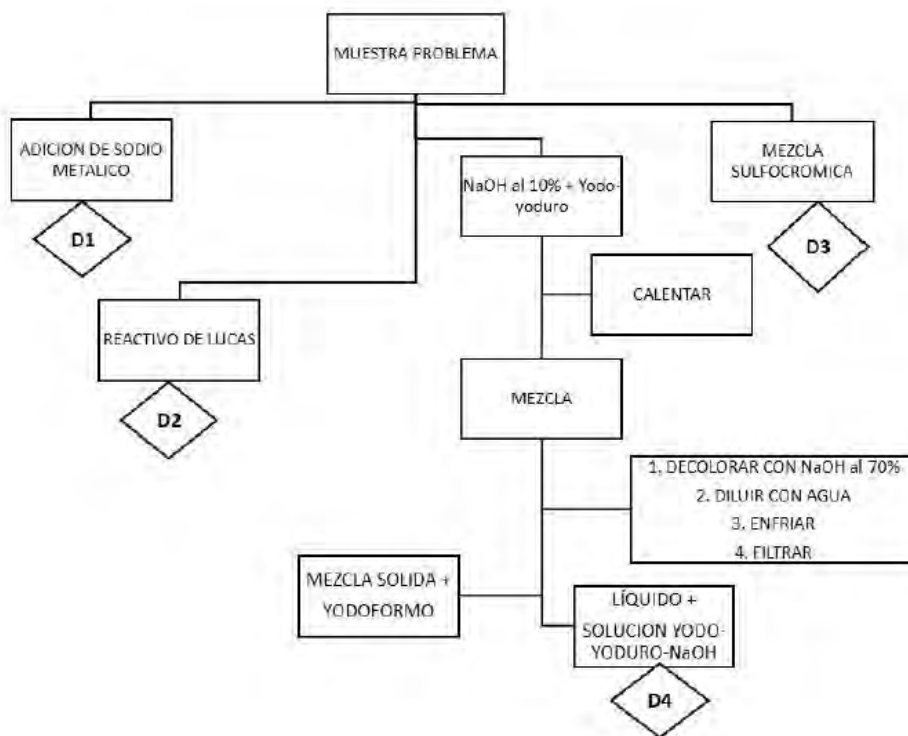 MUESTRA PROBLEMA
ADICION DE SODIO
METALICO
D1
NaOH al 10% + Yodo-
yoduro
MEZCLA
SULFOCROMICA
D3
CALENTAR
REACTIVO DE LUCAS
D2
MEZCLA
1. DECOLORAR CON NaOH al 70%
2. DILUIR CON AGUA
3. ENFRIAR
4. FILTRAR
MEZCLA SOLIDA +
YODOFORMO
LÍQUIDO +
SOLUCION YODO-
YODURO-NaOH
D4